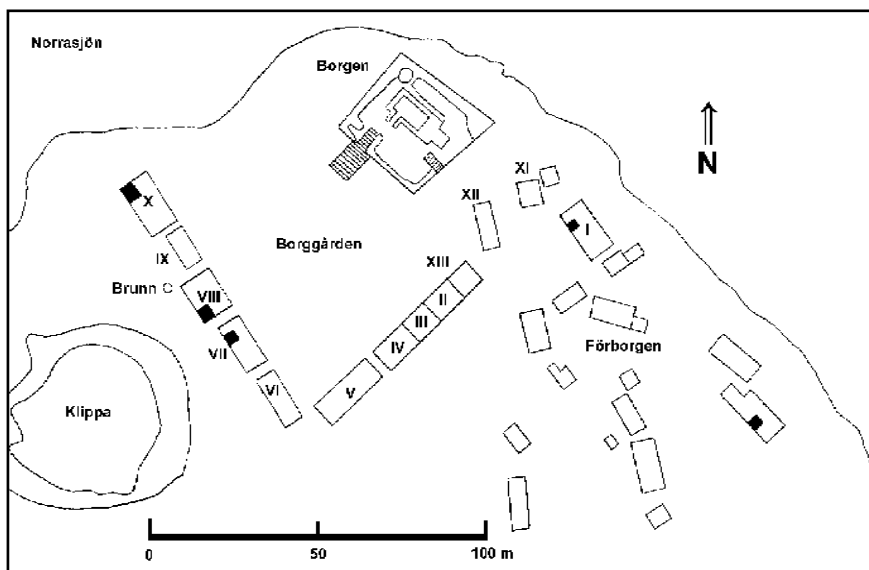 Norrasjön
Borgen
N
XI
X
XII
I
IX
Borggården
XIII
Brunn
VIII
II
III
VII
IV
Förborgen
VI
V
Klippa
0 50 100 m